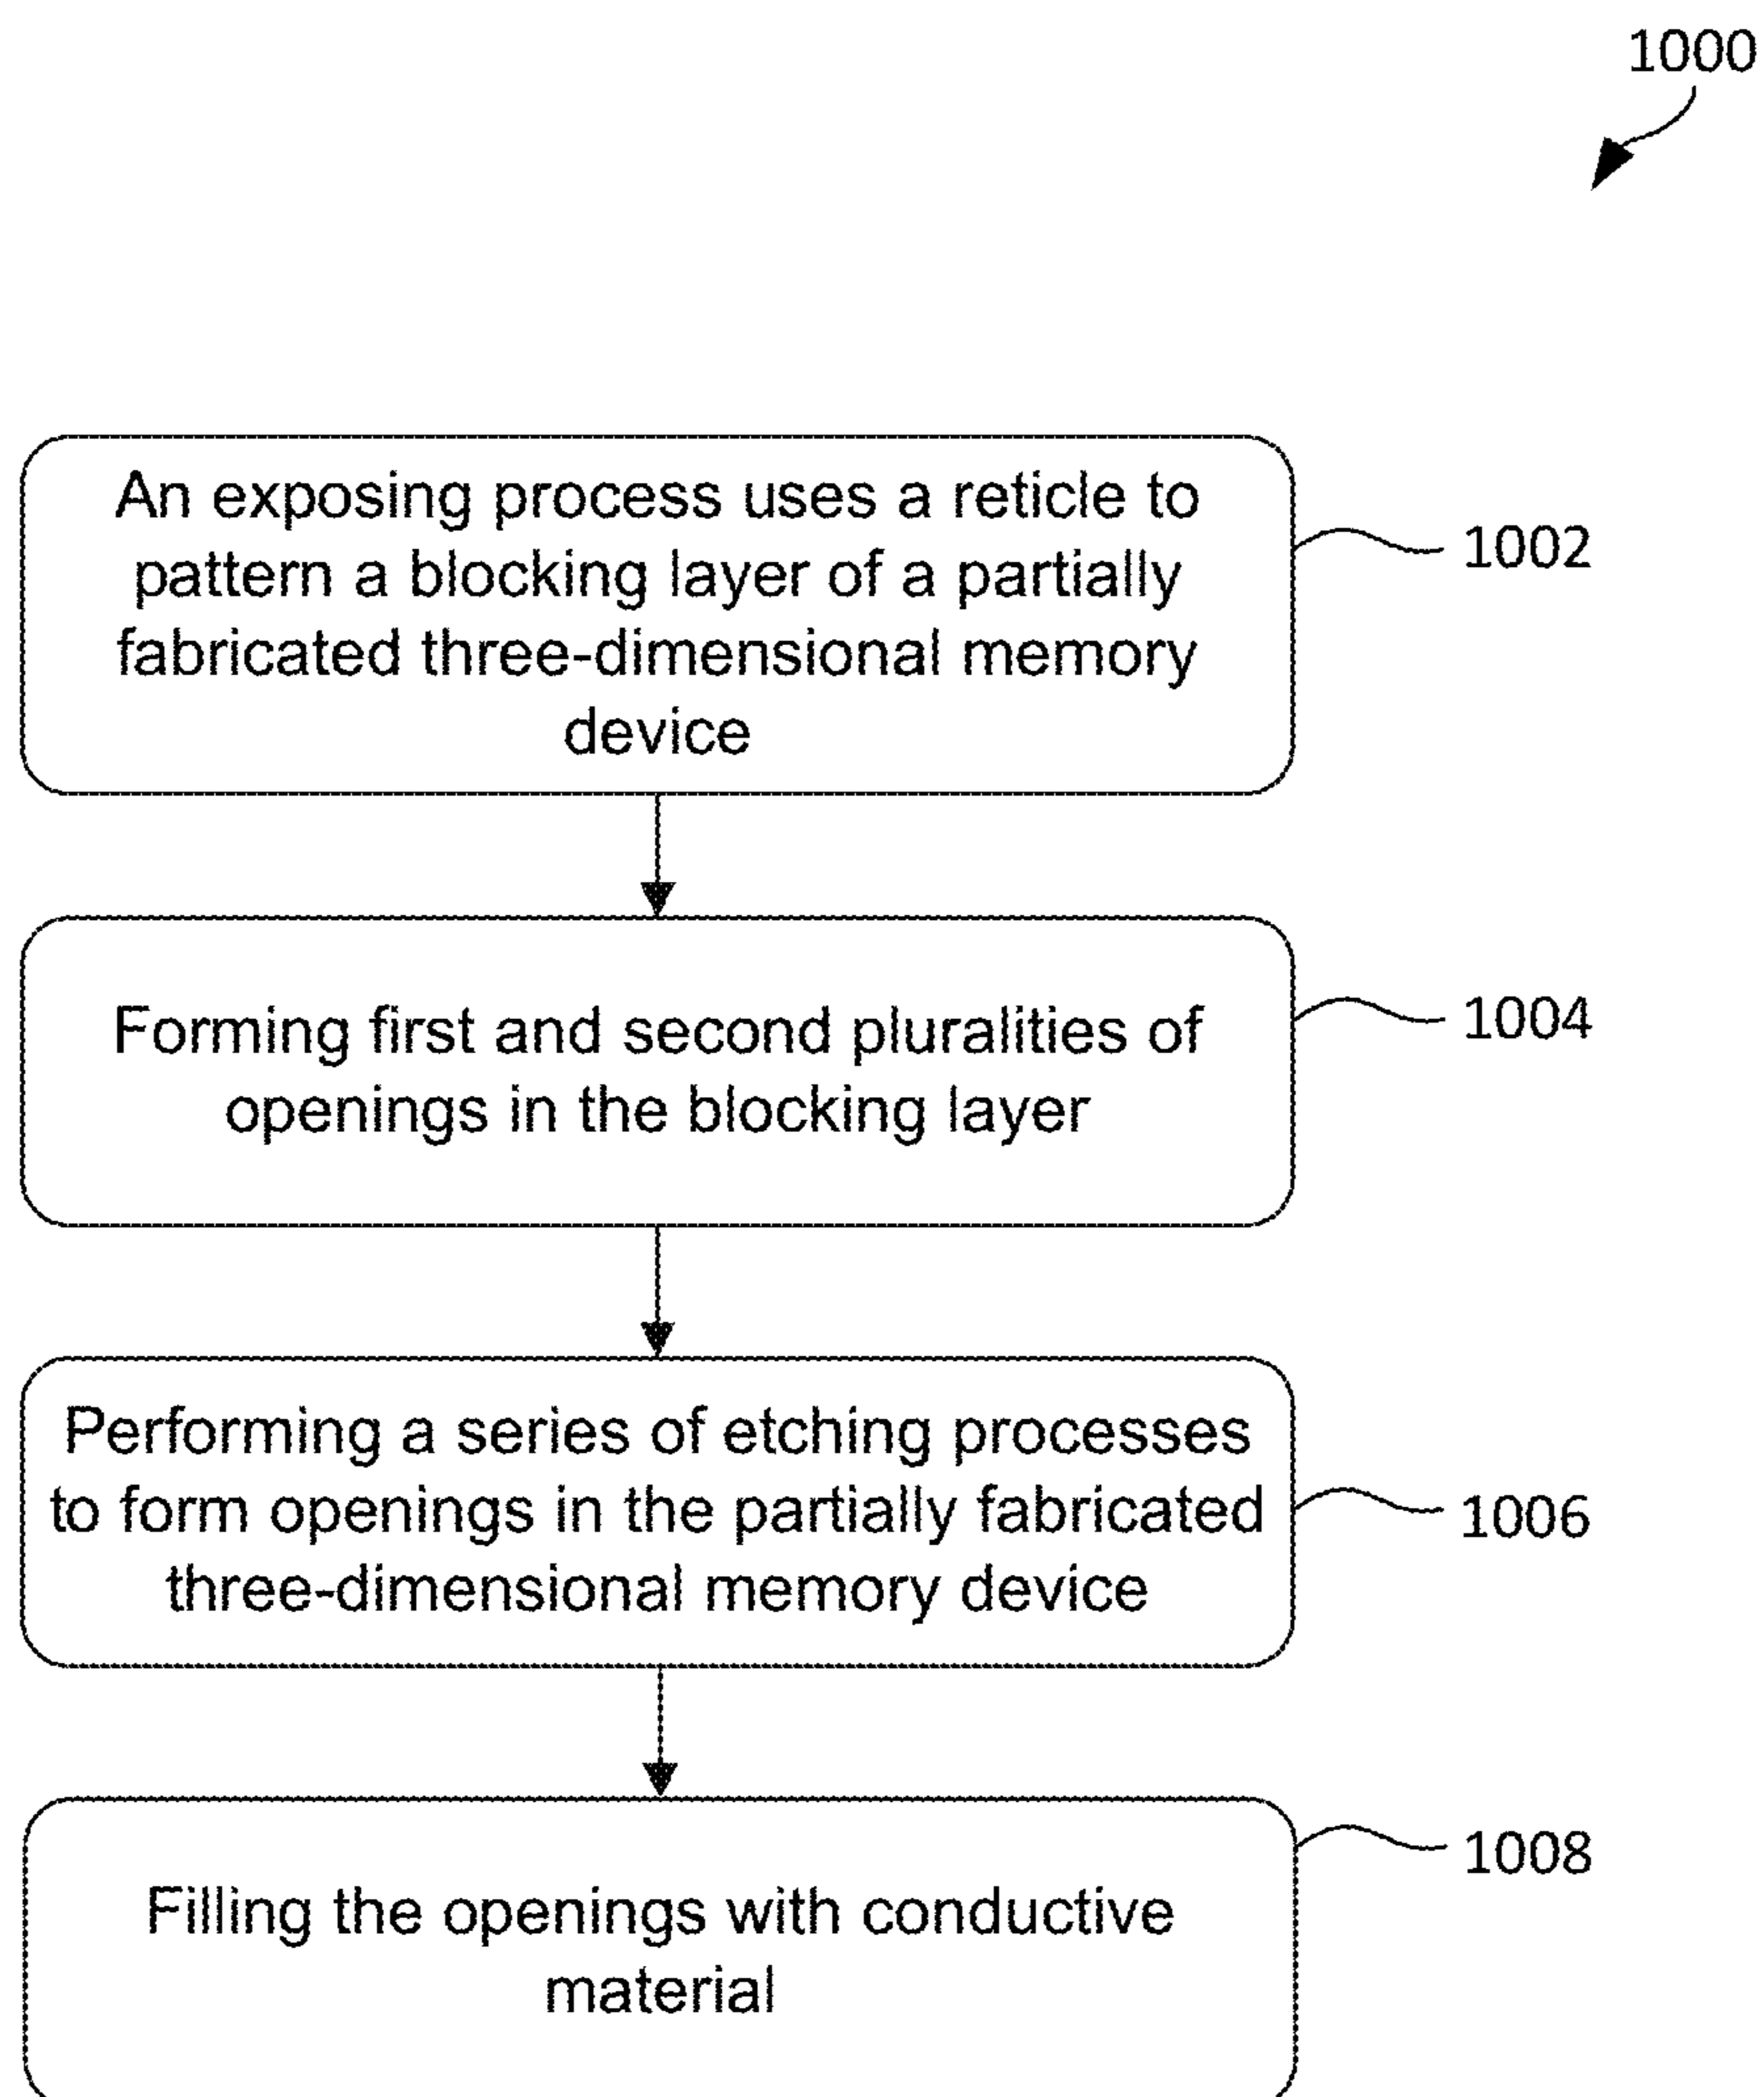 1000
An exposing process uses a reticle to
pattern a blocking layer of a partially
fabricated three-dimensional memory
device
1002
Forming first and second pluralities of
openings in the blocking layer
1004
Performing a series of etching processes
to form openings in the partially fabricated
three-dimensional memory device
1006
Filling the openings with conductive
material
1008